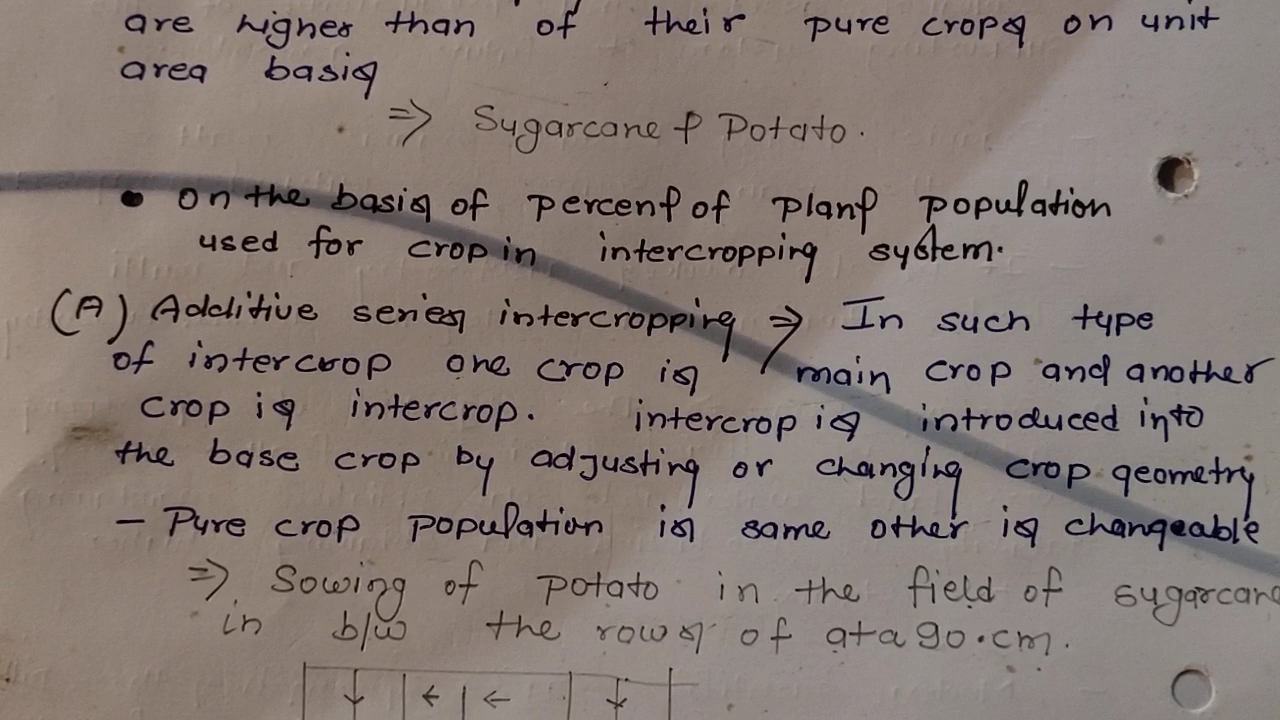 are higher than of their pure crops on unit
area basis
⇒ Sugarcane + Potato.
• on the basis of percent of plant population
used for crop in intercropping system.
(A) Additive series intercropping ⇒ In such type
of intercrop one crop is main crop and another
crop is intercrop. intercrop is introduced into
the base crop by adjusting or changing crop geometry
- Pure crop population is same other is changeable
⇒ Sowing of potato in the field of sugarcane
in b/w the rows of at a 90.cm.
↓ ← ← ↓